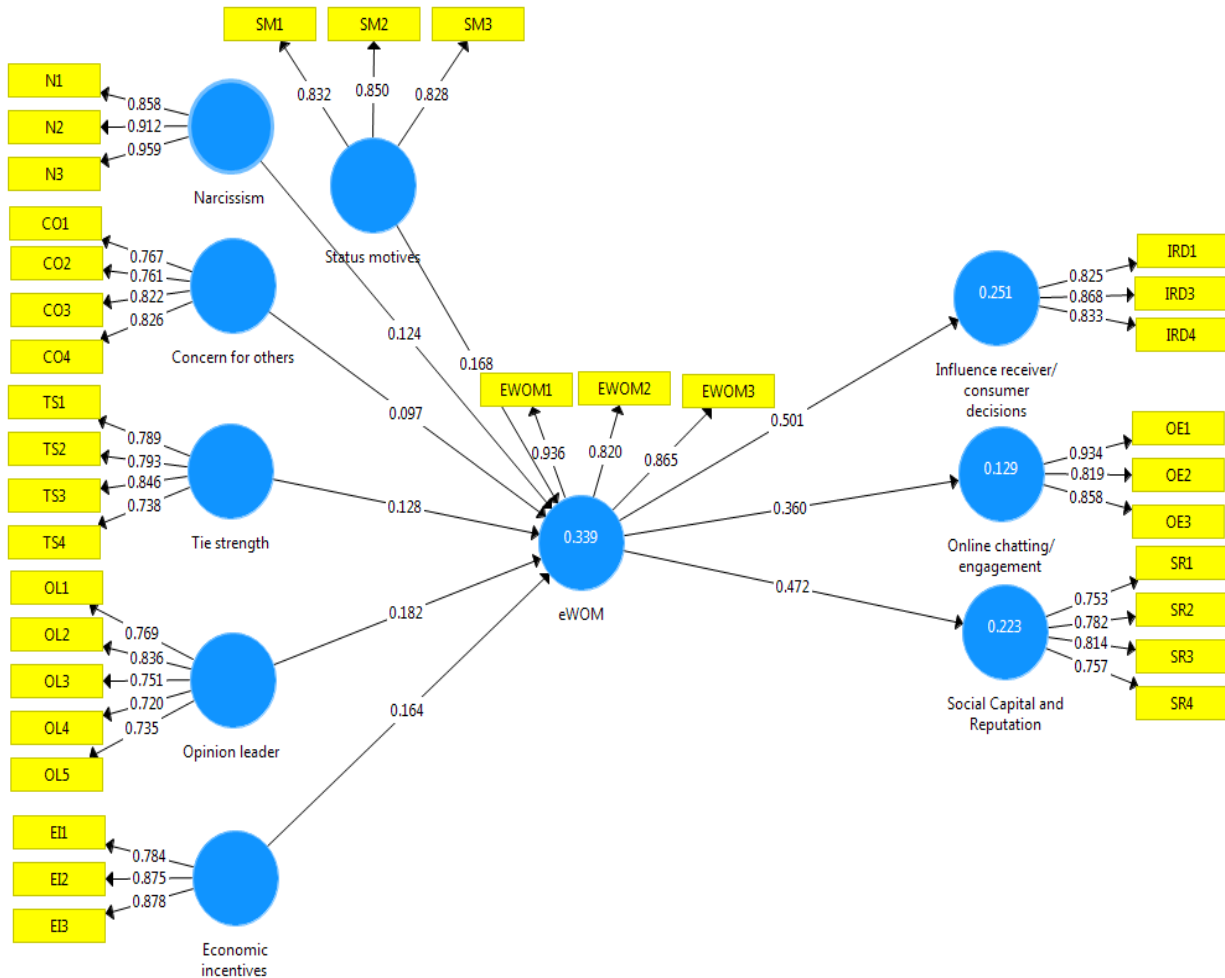 SM1
SM2
SM3
0.832
0.850
0.828
N1
N2
N3
0.858
0.912
0.959
Narcissism
Status motives
CO1
CO2
CO3
CO4
0.767
0.761
0.822
0.826
Concern for others
0.124
0.168
0.097
TS1
TS2
TS3
TS4
0.789
0.793
0.846
0.738
Tie strength
0.128
OL1
OL2
OL3
OL4
OL5
0.769
0.836
0.751
0.720
0.735
Opinion leader
0.182
EI1
EI2
EI3
0.784
0.875
0.878
Economic
incentives
0.164
EWOM1
EWOM2
EWOM3
0.936
0.820
0.865
0.339
eWOM
0.501
0.360
0.472
0.251
Influence receiver/
consumer
decisions
0.825
0.868
0.833
IRD1
IRD3
IRD4
0.129
Online chatting/
engagement
0.934
0.819
0.858
OE1
OE2
OE3
0.223
Social Capital and
Reputation
0.753
0.782
0.814
0.757
SR1
SR2
SR3
SR4